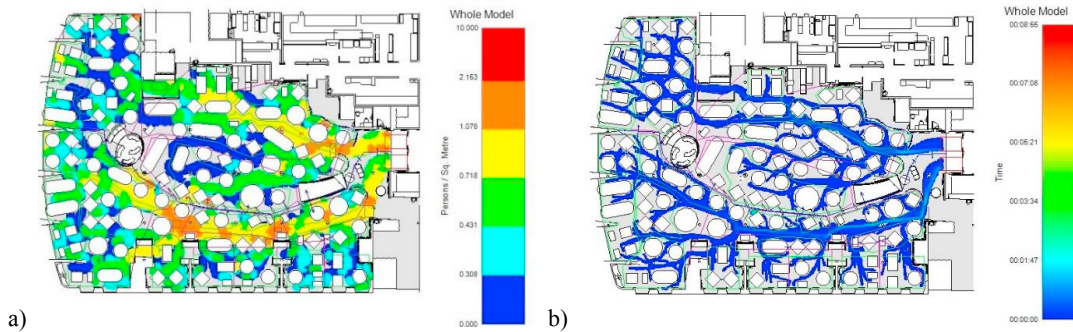 Whole Model
10.000
2.163
1.076
0.718
0.431
0.308
0.000
Persons / Sq. Metre
a)
Whole Model
00:08:55
00:07:08
00:05:21
00:03:34
00:01:47
00:00:00
Time
b)